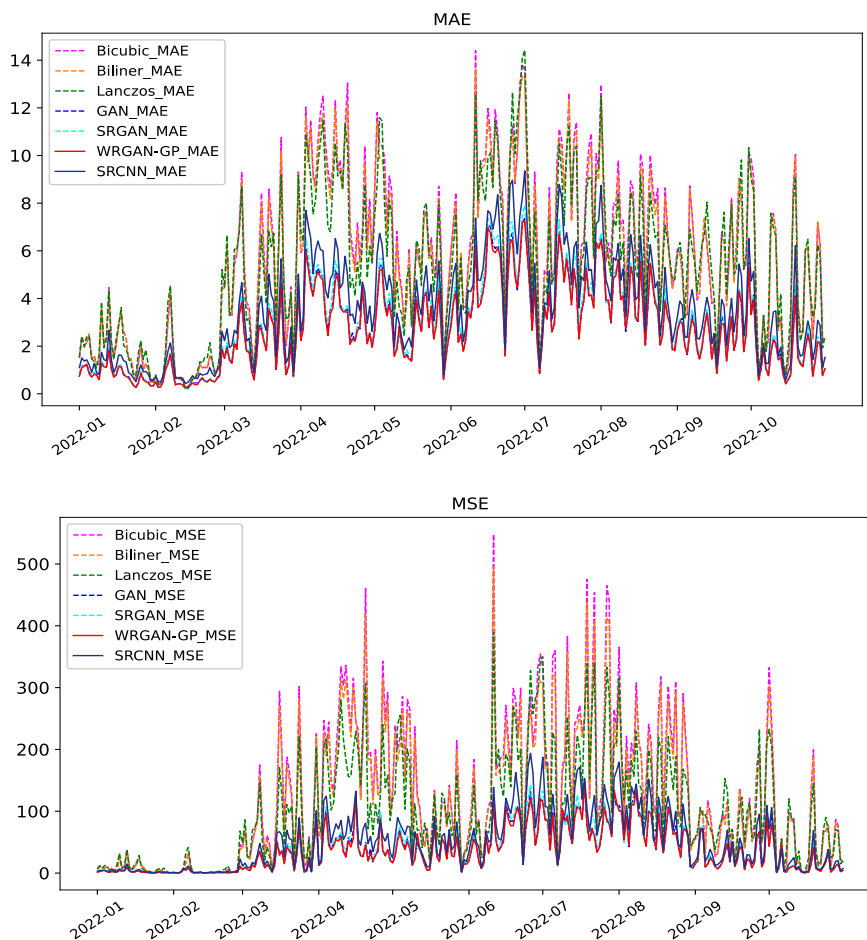 MAE
14
12
10
8
6
4
2
0
Bicubic_MAE
Biliner_MAE
Lanczos_MAE
GAN_MAE
SRGAN_MAE
WRGAN-GP_MAE
SRCNN_MAE
2022-01
2022-02
2022-03
2022-04
2022-05
2022-06
2022-07
2022-08
2022-09
2022-10
MSE
500
400
300
200
100
0
Bicubic_MSE
Biliner_MSE
Lanczos_MSE
GAN_MSE
SRGAN_MSE
WRGAN-GP_MSE
SRCNN_MSE
2022-01
2022-02
2022-03
2022-04
2022-05
2022-06
2022-07
2022-08
2022-09
2022-10